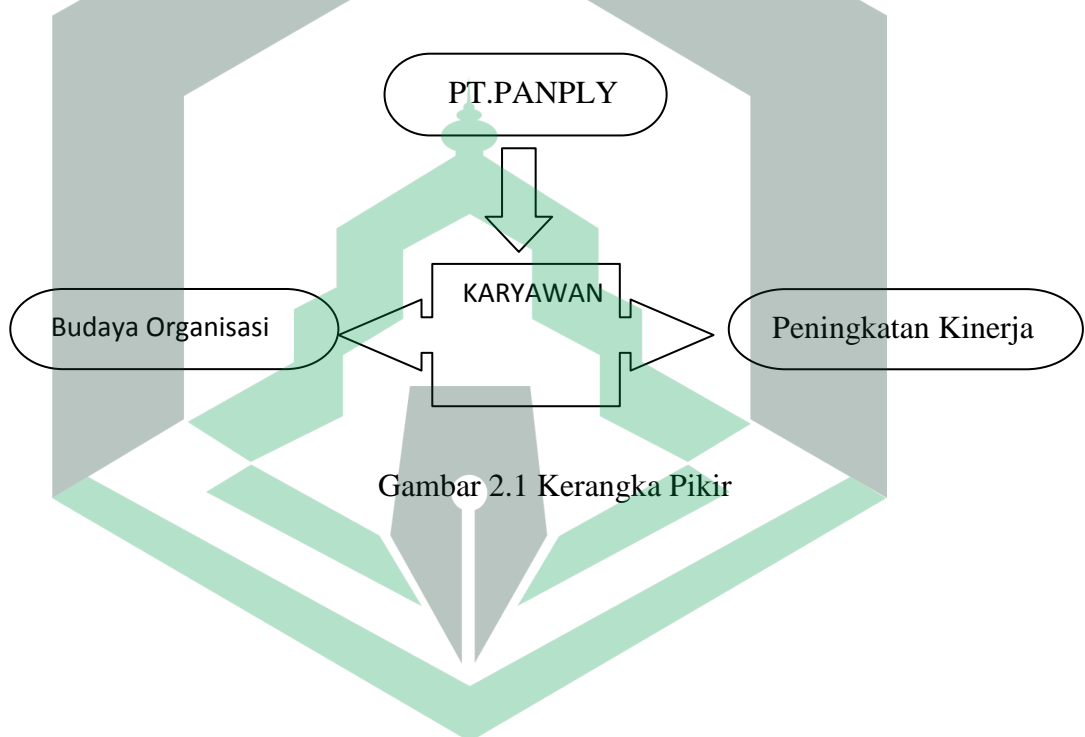 PT.PANPLY
KARYAWAN
Budaya Organisasi
Peningkatan Kinerja
Gambar 2.1 Kerangka Pikir